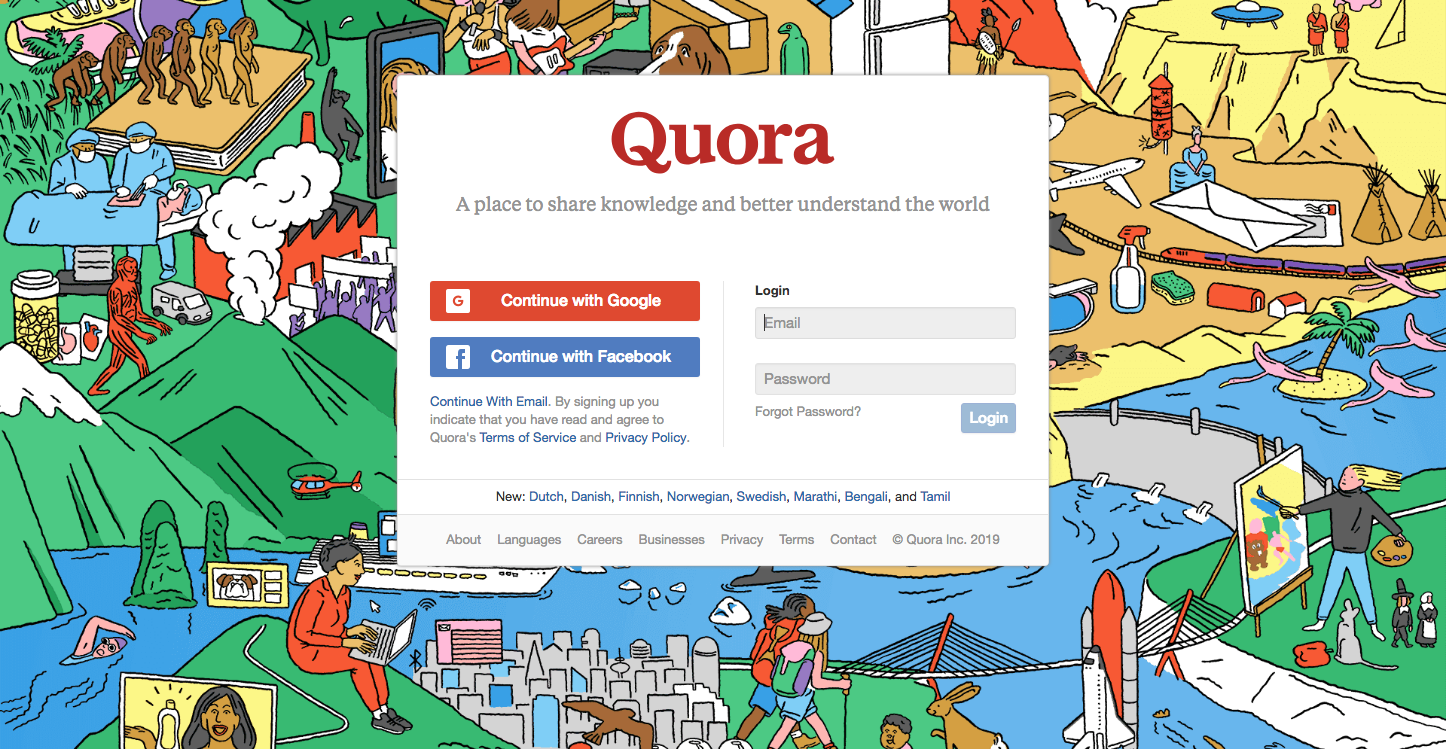 Quora
A place to share knowledge and better understand the world
G
Continue with Google
f
Continue with Facebook
Continue With Email. By signing up you
indicate that you have read and agree to
Quora's Terms of Service and Privacy Policy.
Login
Email
Password
Forgot Password?
Login
New: Dutch, Danish, Finnish, Norwegian, Swedish, Marathi, Bengali, and Tamil
About Languages Careers Businesses Privacy Terms Contact © Quora Inc. 2019